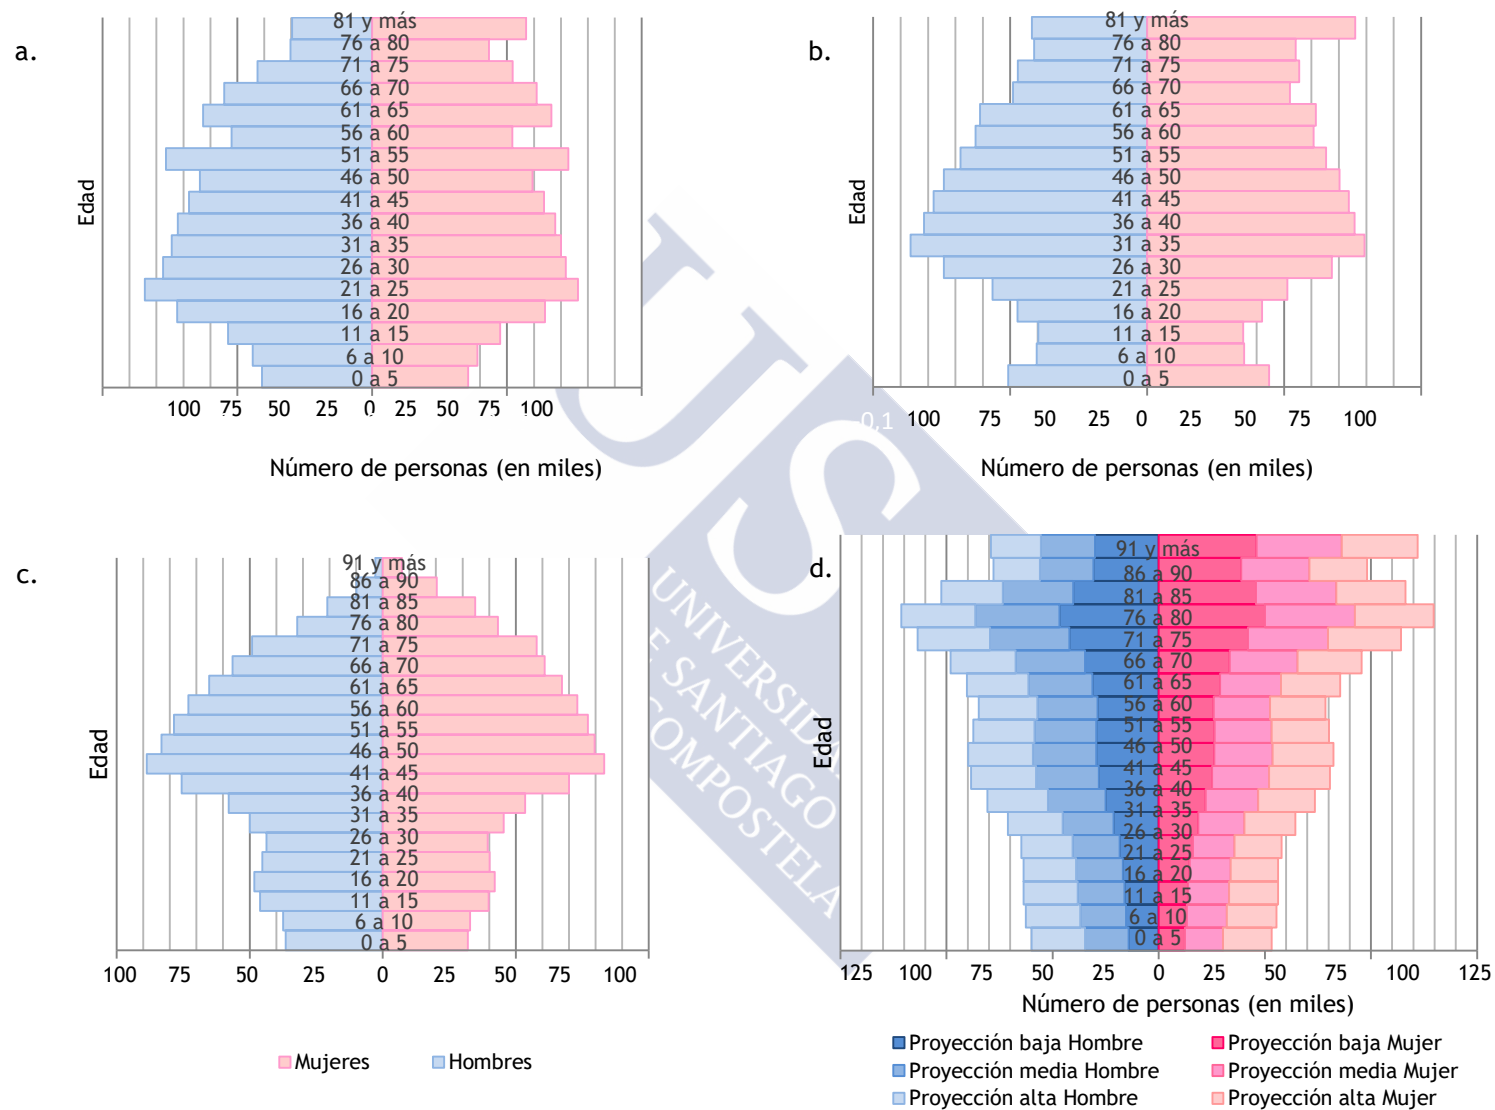 a.
81 y más
76 a 80
71 a 75
66 a 70
61 a 65
56 a 60
51 a 55
46 a 50
41 a 45
36 a 40
31 a 35
26 a 30
21 a 25
16 a 20
11 a 15
6 a 10
0 a 5
Edad
100 75 50 25 0 25 50 75 100
Número de personas (en miles)
b.
81 y más
76 a 80
71 a 75
66 a 70
61 a 65
56 a 60
51 a 55
46 a 50
41 a 45
36 a 40
31 a 35
26 a 30
21 a 25
16 a 20
11 a 15
6 a 10
0 a 5
Edad
0,1 100 75 50 25 0 25 50 75 100
Número de personas (en miles)
c.
91 y más
86 a 90
81 a 85
76 a 80
71 a 75
66 a 70
61 a 65
56 a 60
51 a 55
46 a 50
41 a 45
36 a 40
31 a 35
26 a 30
21 a 25
16 a 20
11 a 15
6 a 10
0 a 5
Edad
100 75 50 25 0 25 50 75 100
Mujeres Hombres
d.
91 y más
86 a 90
81 a 85
76 a 80
71 a 75
66 a 70
61 a 65
56 a 60
51 a 55
46 a 50
41 a 45
36 a 40
31 a 35
26 a 30
21 a 25
16 a 20
11 a 15
6 a 10
0 a 5
Edad
125 100 75 50 25 0 25 50 75 100 125
Número de personas (en miles)
Proyección baja Hombre Proyección baja Mujer
Proyección media Hombre Proyección media Mujer
Proyección alta Hombre Proyección alta Mujer
US
SANTIAGO